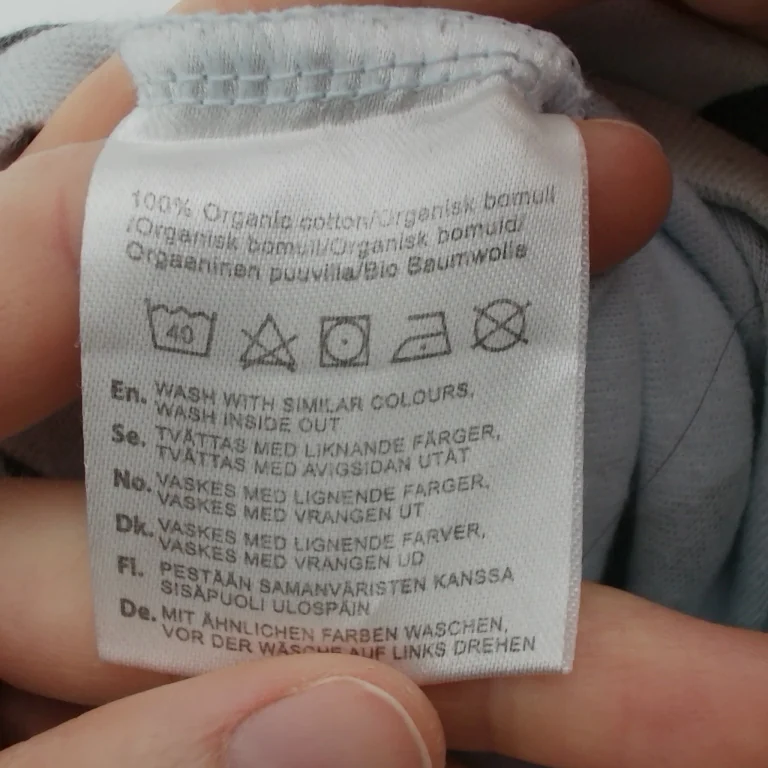 100% Organic cotton/Organisk bomull
/Organisk bomull/Organisk bomuld/
Orgaaninen puuvilla/Bio Baumwolle
40
En. WASH WITH SIMILAR COLOURS,
WASH INSIDE OUT
Se. TVÄTTAS MED LIKNANDE FÄRGER,
TVÄTTAS MED AVIGSIDAN UTÅT
No. VASKES MED LIGNENDE FARGER,
VASKES MED VRANGEN UT
Dk. VASKES MED LIGNENDE FARVER,
VASKES MED VRANGEN UD
Fi. PESTÄÄN SAMANVÄRISTEN KANSSA
SISÄPUOLI ULOSPÄIN
De. MIT ÄHNLICHEN FARBEN WASCHEN,
VOR DER WÄSCHE AUF LINKS DREHEN